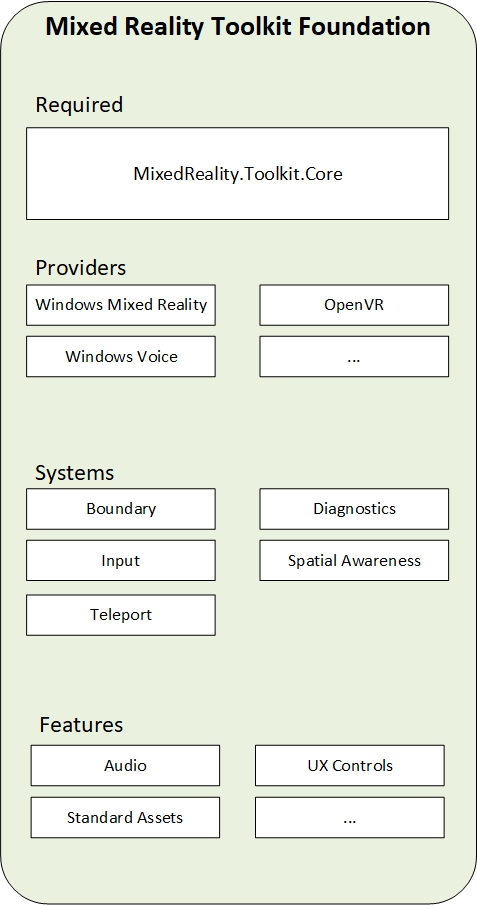 Mixed Reality Toolkit Foundation
Required
MixedReality.Toolkit.Core
Providers
Windows Mixed Reality
OpenVR
Windows Voice
...
Systems
Boundary
Diagnostics
Input
Spatial Awareness
Teleport
Features
Audio
UX Controls
Standard Assets
...